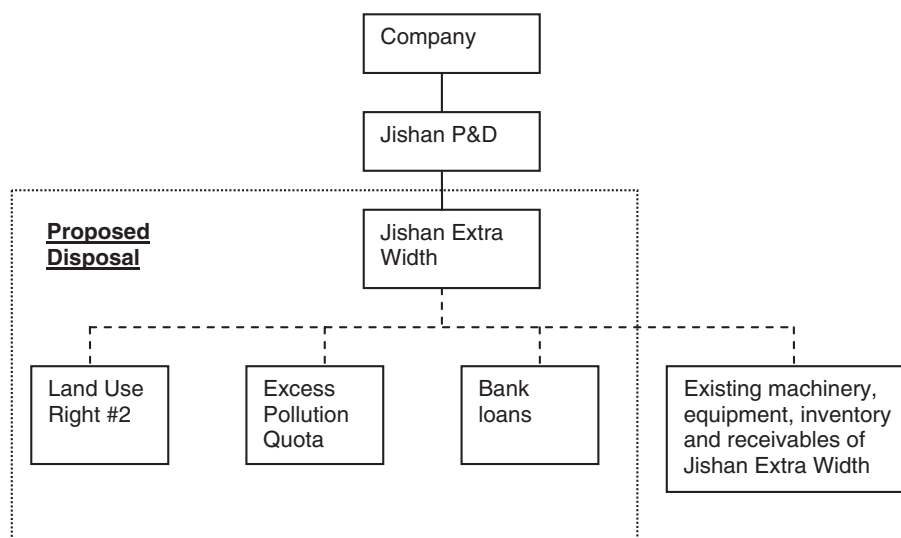 Company
Jishan P&D
Proposed
Disposal
Jishan Extra
Width
Land Use
Right #2
Excess
Pollution
Quota
Bank
loans
Existing machinery,
equipment, inventory
and receivables of
Jishan Extra Width